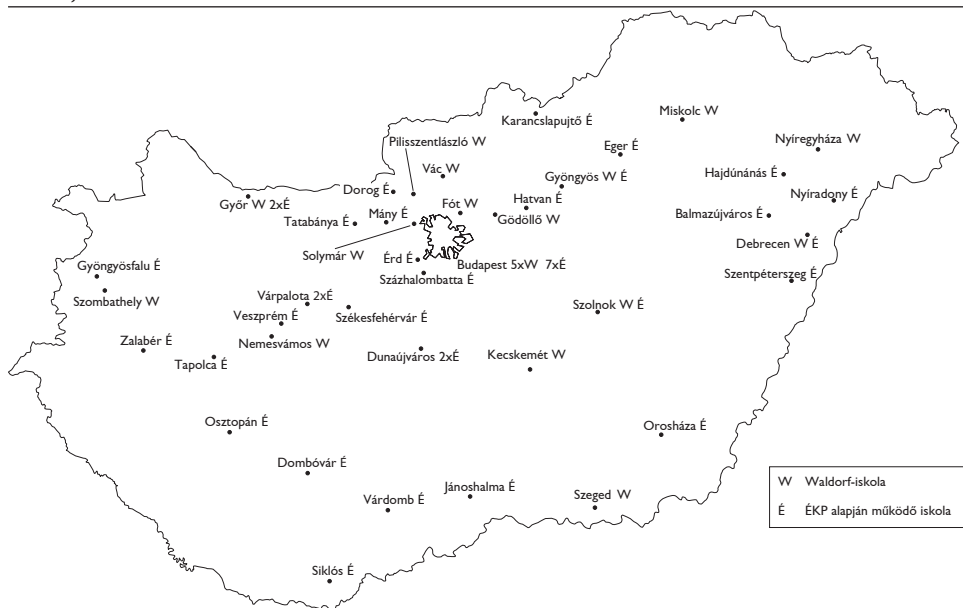 Karancslapujtő É
Miskolc W
Pilisszentlászló W
Nyíregyháza W
Eger É
Vác W
Hajdúnánás É
Gyöngyös W É
Dorog É
Nyíradony É
Győr W 2xÉ
Hatvan É
Fót W
Mány É
Tatabánya É
Gödöllő W
Balmazújváros É
Debrecen W É
Solymár W
Érd É
Budapest 5xW 7xÉ
Gyöngyösfalu É
Százhalombatta É
Szentpéterszeg É
Szombathely W
Várpalota 2xÉ
Szolnok W É
Veszprém É
Székesfehérvár É
Zalabér É
Nemesvámos W
Tapolca É
Dunaújváros 2xÉ
Kecskemét W
Osztopán É
Orosháza É
Dombóvár É
Jánoshalma É
Várdomb É
Szeged W
W Waldorf-iskola
É ÉKP alapján működő iskola
Siklós É